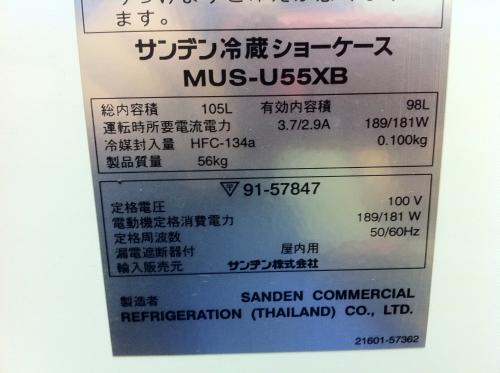 ます。
サンデン冷蔵ショーケース
MUS-U55XB
総内容積 105L 有効内容積 98L
運転時所要電流電力 3.7/2.9A 189/181W
冷媒封入量 HFC-134a 0.100kg
製品質量 56kg
91-57847
定格電圧 100 V
電動機定格消費電力 189/181 W
定格周波数 50/60Hz
漏電遮断器付 屋内用
輸入販売元 サンデン株式会社
製造者 SANDEN COMMERCIAL
REFRIGERATION (THAILAND) CO., LTD.
21601-57362